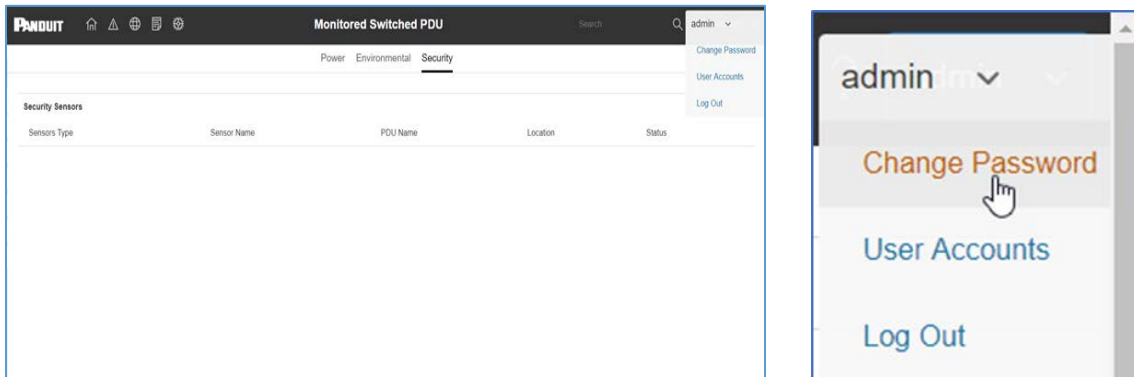 PANDUIT Monitored Switched PDU Search admin
Power Environmental Security
Change Password
User Accounts
Log Out
Security Sensors
Sensors Type Sensor Name PDU Name Location Status
admin
Change Password
User Accounts
Log Out